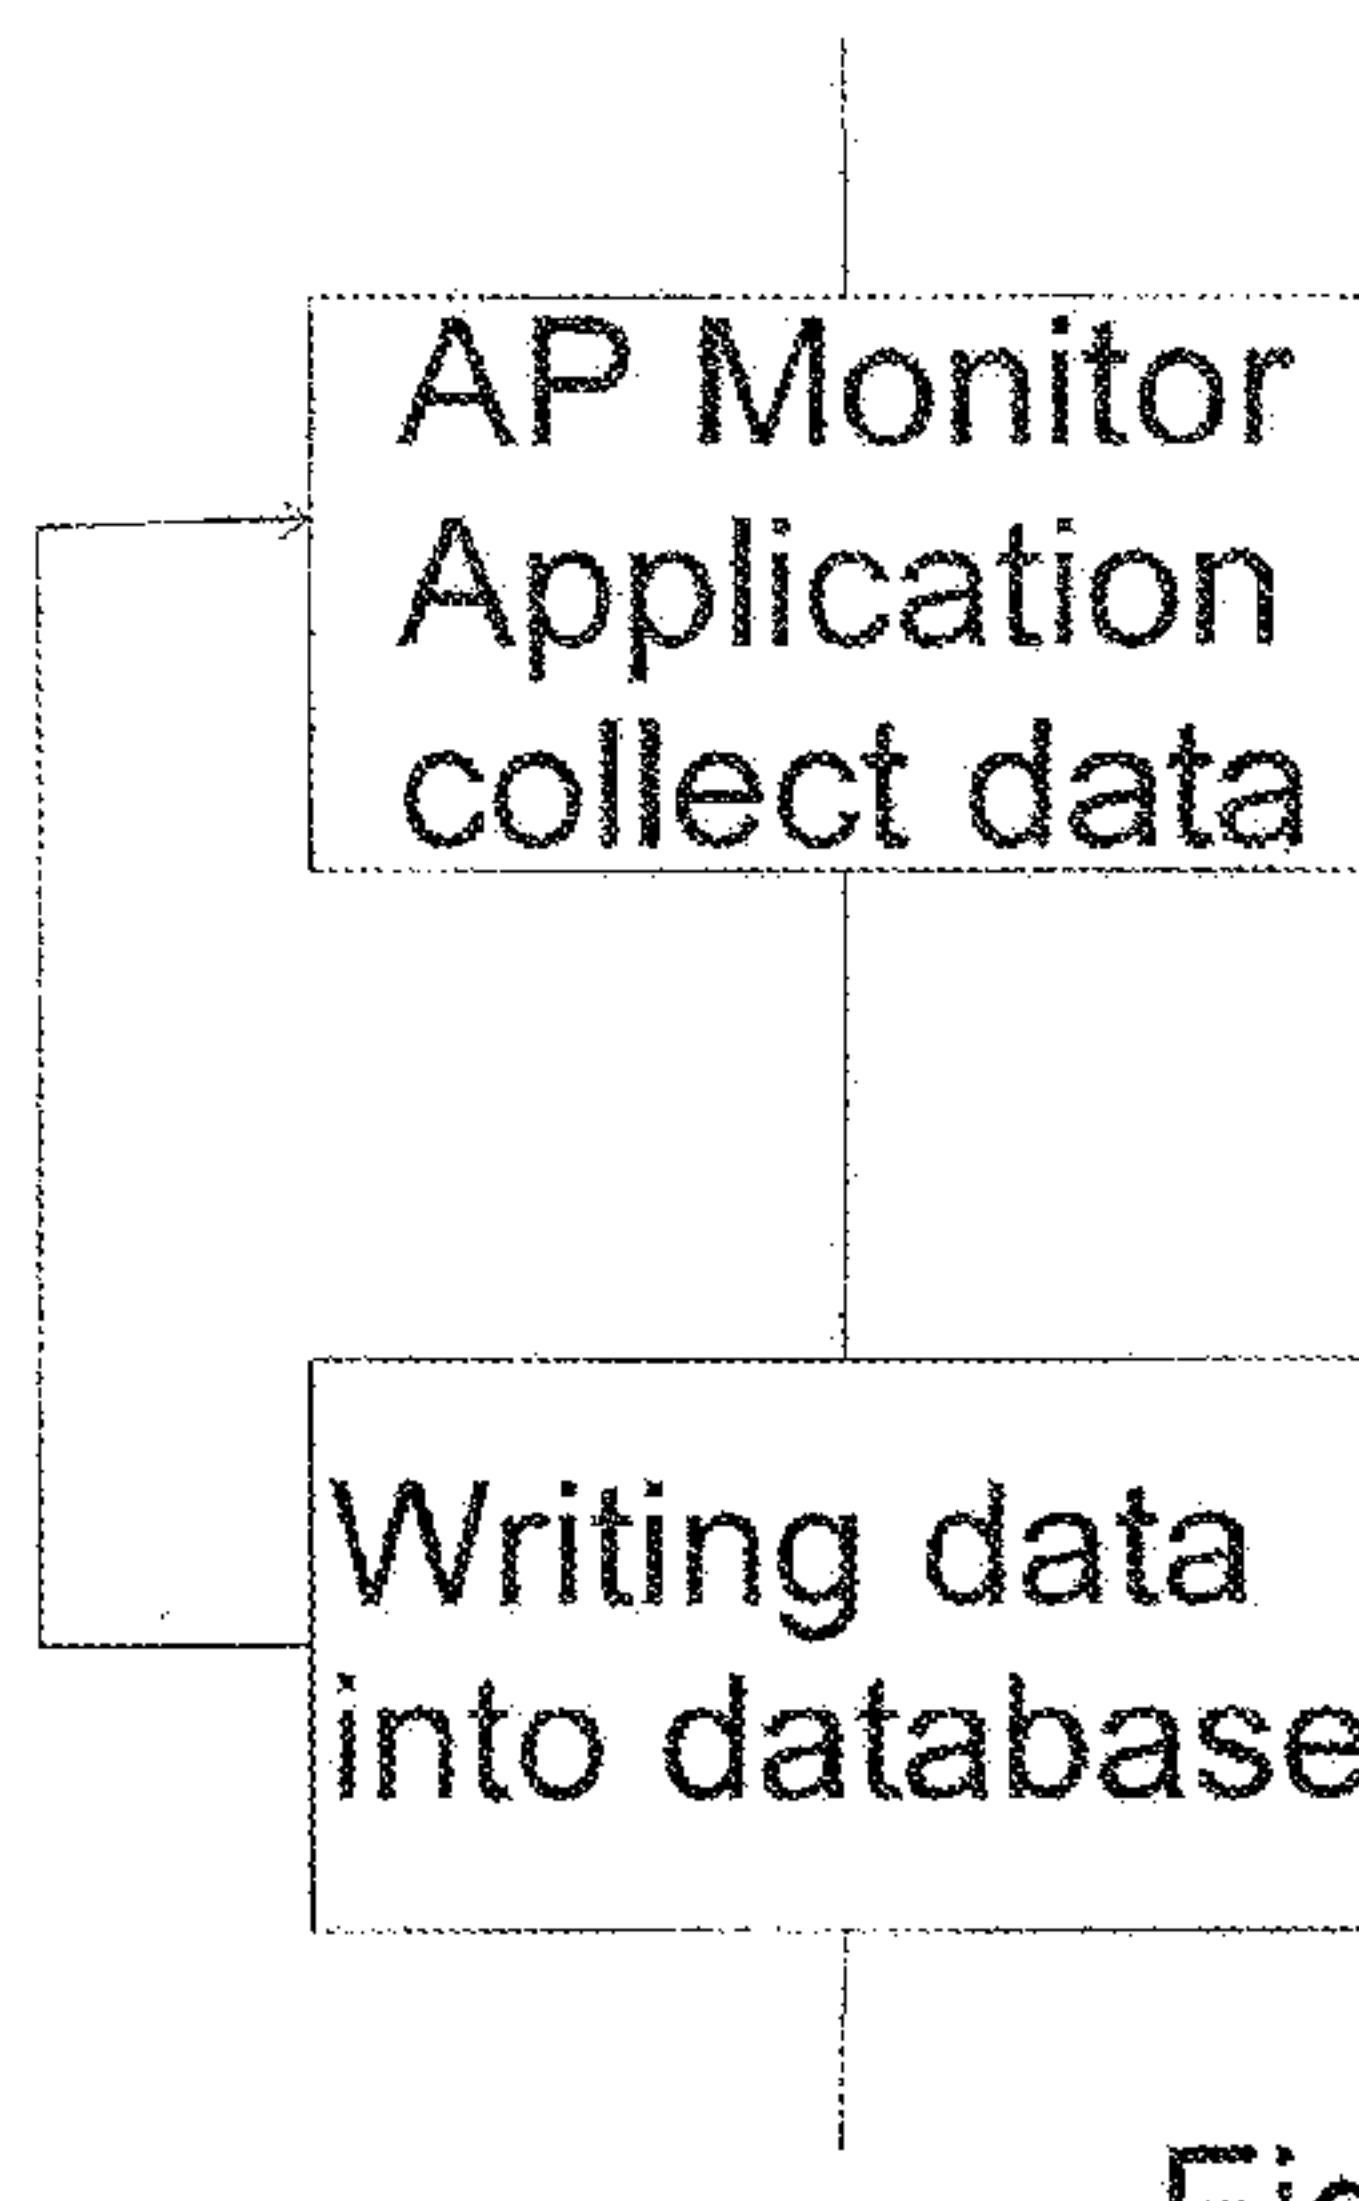 AP Monitor
Application
collect data
Writing data
into database